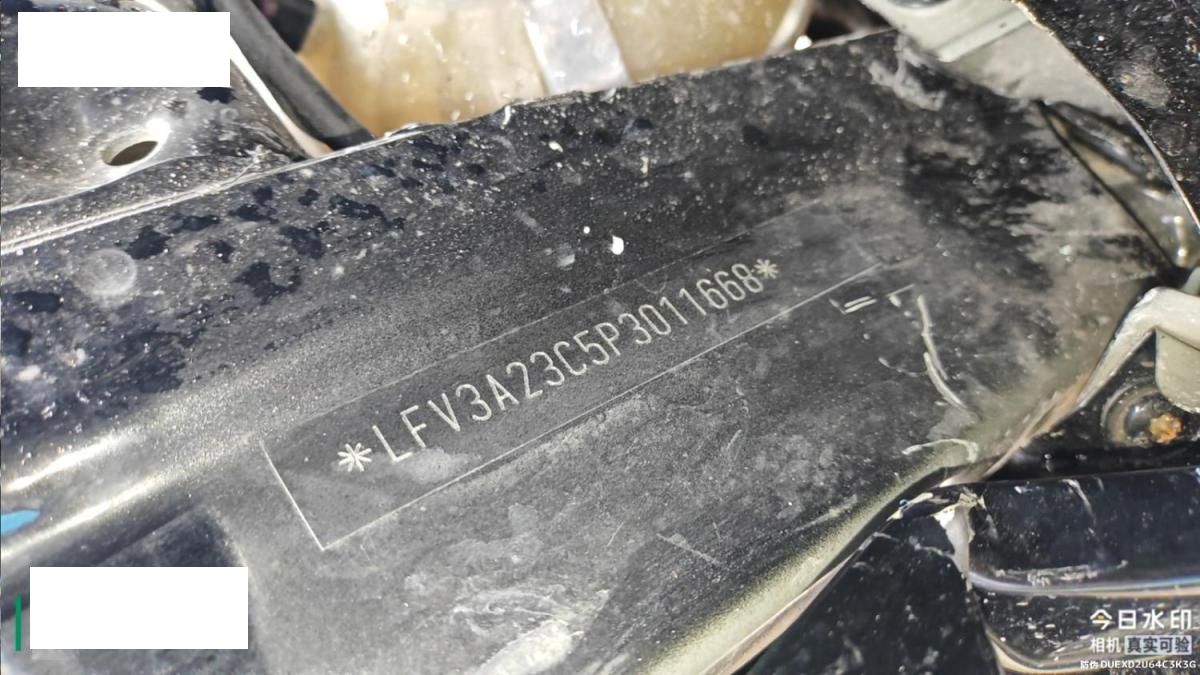 *LFV3A23C5P3011668*
今日水印
相机 真实可验
防伪 DUEXD2U64C3K3G